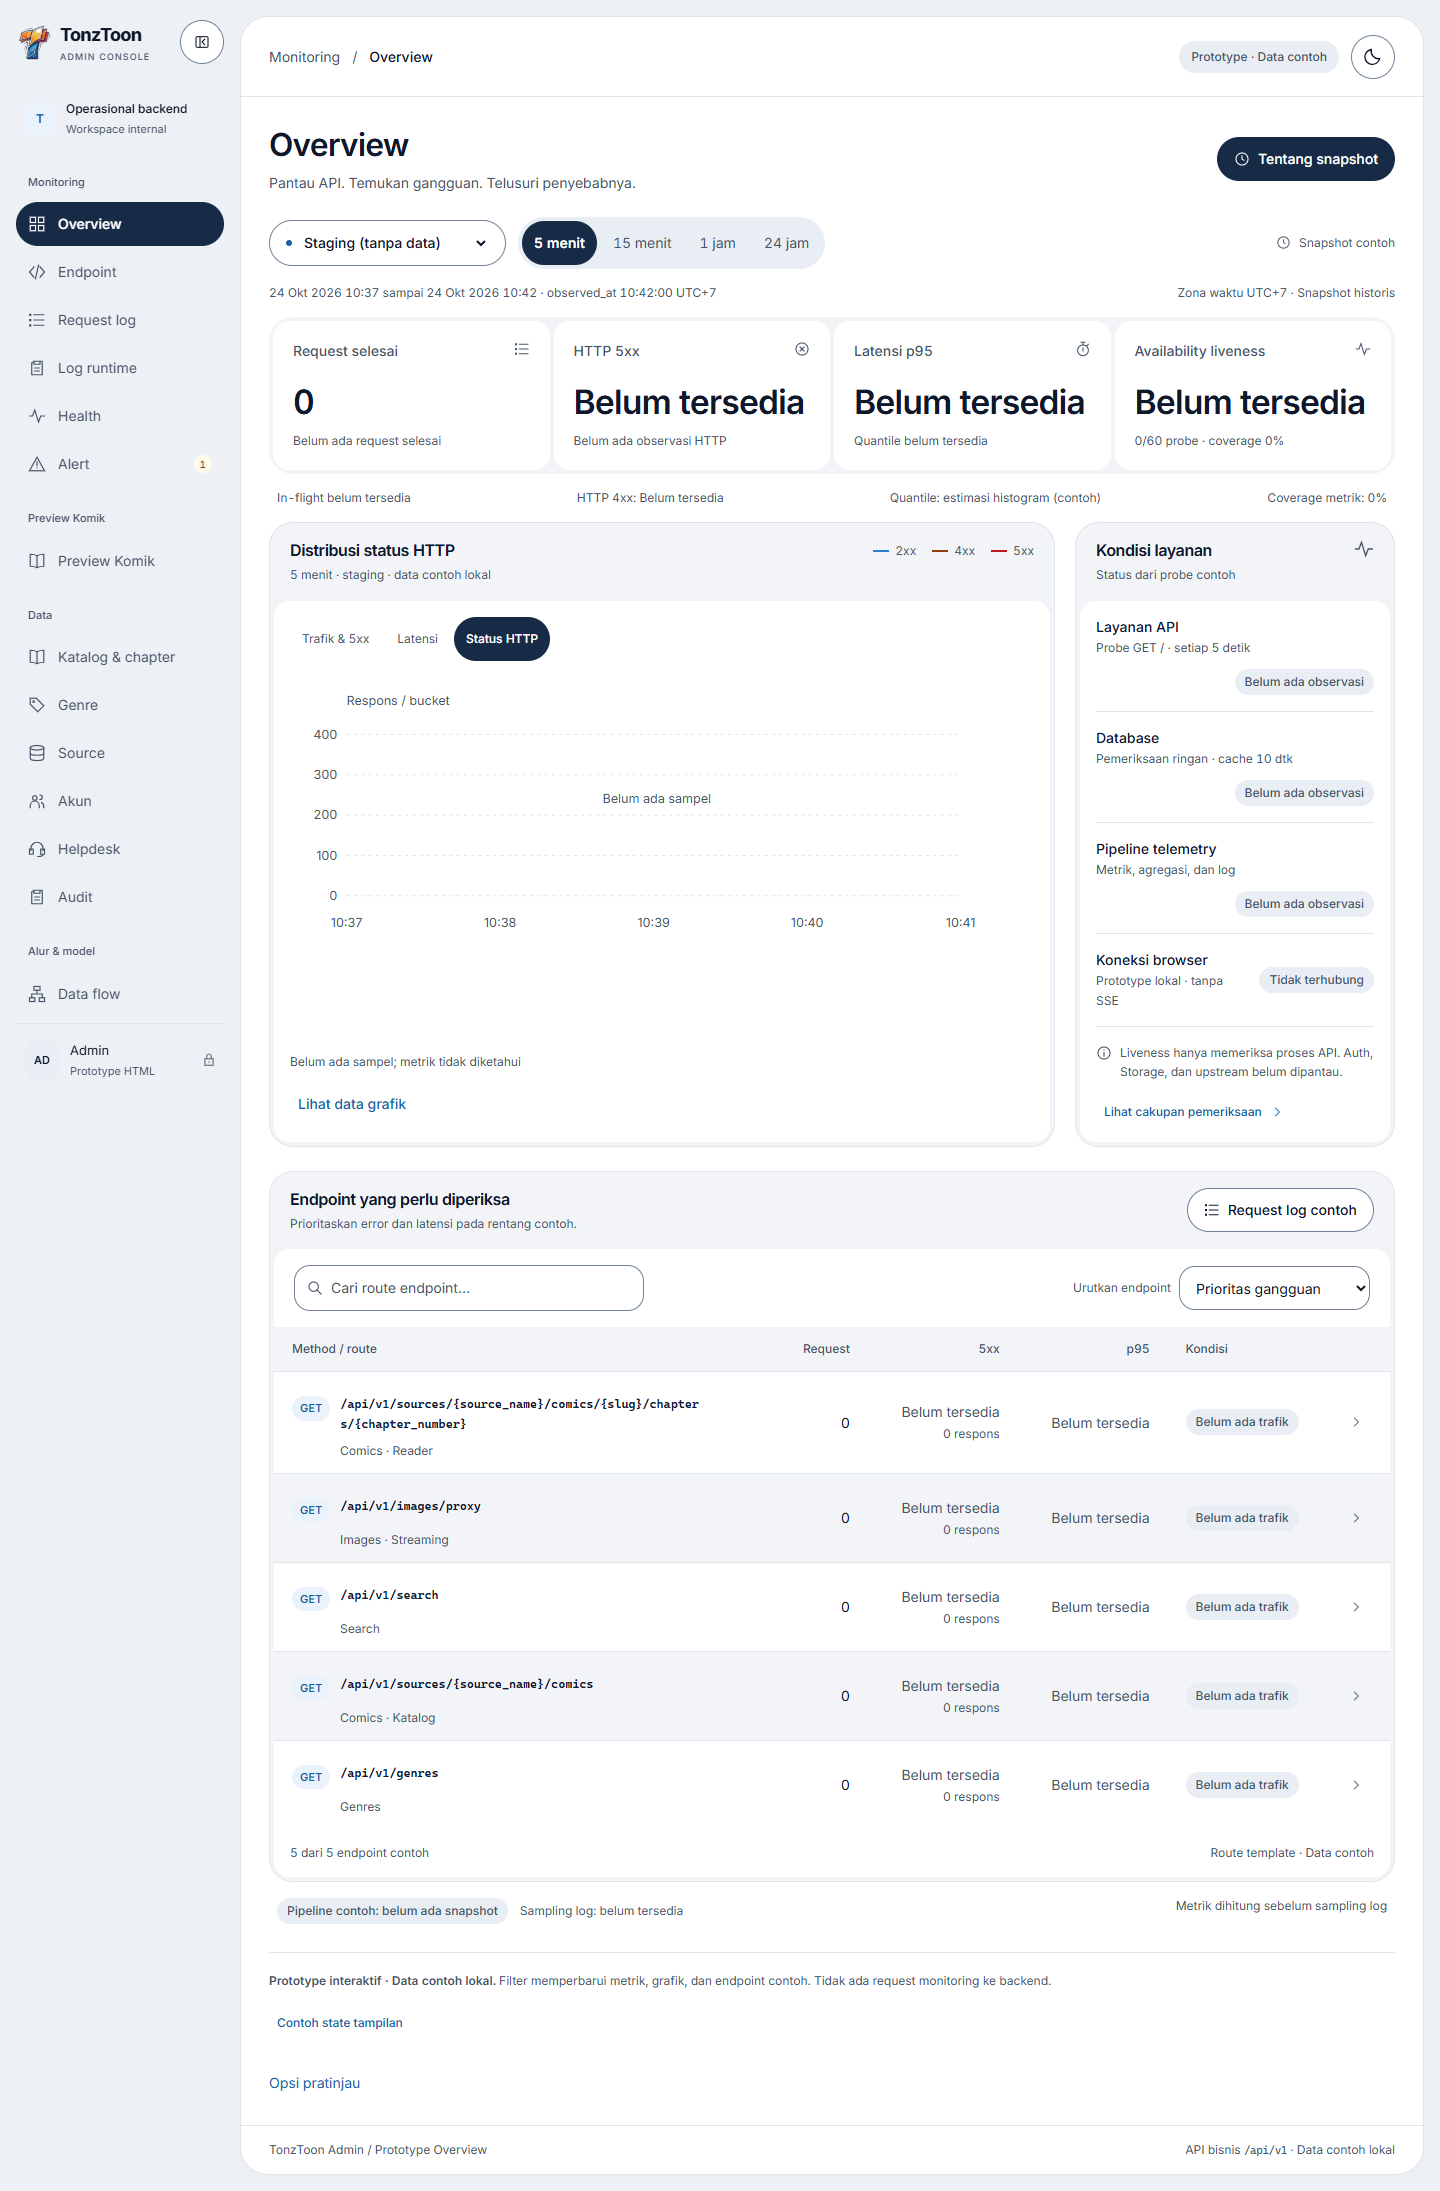 TonzToon
ADMIN CONSOLE
T
Operasional backend
Workspace internal
Monitoring
Overview
Endpoint
Request log
Log runtime
Health
Alert
1
Preview Komik
Preview Komik
Data
Katalog & chapter
Genre
Source
Akun
Helpdesk
Audit
Alur & model
Data flow
AD
Admin
Prototype HTML
Monitoring / Overview
Prototype · Data contoh
Overview
Pantau API. Temukan gangguan. Telusuri penyebabnya.
Tentang snapshot
Staging (tanpa data)
5 menit
15 menit
1 jam
24 jam
Snapshot contoh
24 Okt 2026 10:37 sampai 24 Okt 2026 10:42 · observed_at 10:42:00 UTC+7
Zona waktu UTC+7 · Snapshot historis
Request selesai
0
Belum ada request selesai
HTTP 5xx
Belum tersedia
Belum ada observasi HTTP
Latensi p95
Belum tersedia
Quantile belum tersedia
Availability liveness
Belum tersedia
0/60 probe · coverage 0%
In-flight belum tersedia
HTTP 4xx: Belum tersedia
Quantile: estimasi histogram (contoh)
Coverage metrik: 0%
Distribusi status HTTP
5 menit · staging · data contoh lokal
2xx
4xx
5xx
Trafik & 5xx
Latensi
Status HTTP
Respons / bucket
400
300
Belum ada sampel
200
100
0
10:37
10:38
10:39
10:40
10:41
Belum ada sampel; metrik tidak diketahui
Lihat data grafik
Kondisi layanan
Status dari probe contoh
Layanan API
Probe GET / · setiap 5 detik
Belum ada observasi
Database
Pemeriksaan ringan · cache 10 dtk
Belum ada observasi
Pipeline telemetry
Metrik, agregasi, dan log
Belum ada observasi
Koneksi browser
Prototype lokal · tanpa
SSE
Tidak terhubung
Liveness hanya memeriksa proses API. Auth,
Storage, dan upstream belum dipantau.
Lihat cakupan pemeriksaan
Endpoint yang perlu diperiksa
Prioritaskan error dan latensi pada rentang contoh.
Request log contoh
Cari route endpoint...
Urutkan endpoint
Prioritas gangguan
Method / route
Request
5xx
p95
Kondisi
GET
/api/v1/sources/{source_name}/comics/{slug}/chapter
s/{chapter_number}
Comics · Reader
0
Belum tersedia
0 respons
Belum tersedia
Belum ada trafik
GET
/api/v1/images/proxy
Images · Streaming
0
Belum tersedia
0 respons
Belum tersedia
Belum ada trafik
GET
/api/v1/search
Search
0
Belum tersedia
0 respons
Belum tersedia
Belum ada trafik
GET
/api/v1/sources/{source_name}/comics
Comics · Katalog
0
Belum tersedia
0 respons
Belum tersedia
Belum ada trafik
GET
/api/v1/genres
Genres
0
Belum tersedia
0 respons
Belum tersedia
Belum ada trafik
5 dari 5 endpoint contoh
Route template · Data contoh
Pipeline contoh: belum ada snapshot
Sampling log: belum tersedia
Metrik dihitung sebelum sampling log
Prototype interaktif · Data contoh lokal. Filter memperbarui metrik, grafik, dan endpoint contoh. Tidak ada request monitoring ke backend.
Contoh state tampilan
Opsi pratinjau
TonzToon Admin / Prototype Overview
API bisnis /api/v1 · Data contoh lokal